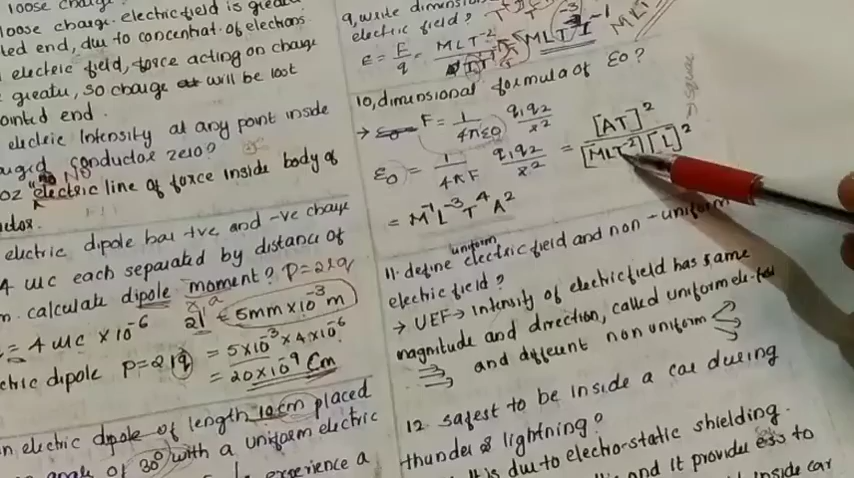 loose charge
loose charge. electric field is greater
led end, due to concentrat. of electrons
electric field, force acting on charge
greater, so charge will be lost
ointed end.
electric Intensity at any point inside
conductor zero?
electric line of force inside body of
electric dipole has +ve and -ve charge
4 uc each separated by distance of
m. calculate dipole moment? P=2lq
= 4 uc × 10⁻⁶ 2l = 5mm × 10⁻³ m
ctric dipole P=2lq = 5×10⁻³ × 4×10⁻⁶
= 20×10⁻⁹ Cm
n electric dipole of length 10cm placed
of 30° with a uniform electric
experience a
9, write dimension
electric field?
e = F/q = MLT⁻² MLT⁻³I⁻¹
10, dimensional formula of ε0?
→ F = 1/4πε0 q1q2/r²
ε0 = 1/4πF q1q2/r² = [AT]²/[MLT⁻²][L]²
square
= M⁻¹L⁻³T⁴A²
11. define uniform electric field and non-uniform
electric field?
→ UEF → Intensity of electric field has same
magnitude and direction, called uniform
and different non uniform
12. safest to be inside a car during
thunder & lightning?
It is due to electro-static shielding.
and it provide to
inside car